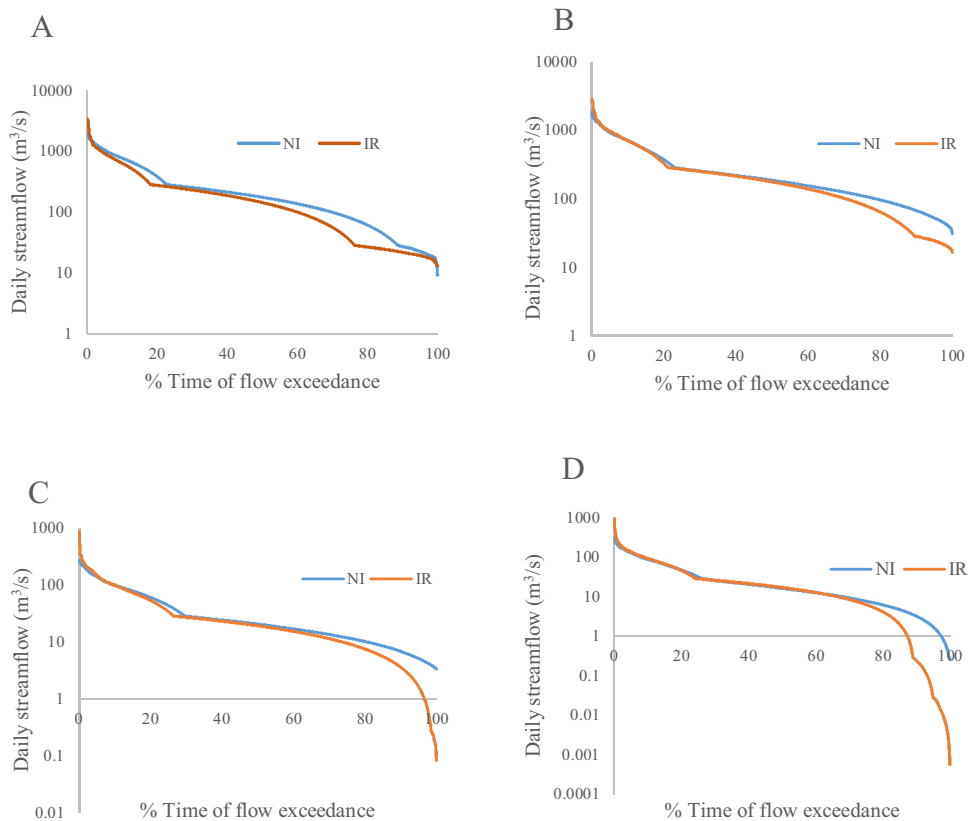 A
Daily streamflow (m³/s)
10000
1000
100
10
1
NI IR
0 20 40 60 80 100
% Time of flow exceedance
B
Daily streamflow (m³/s)
10000
1000
100
10
1
NI IR
0 20 40 60 80 100
% Time of flow exceedance
C
Daily streamflow (m³/s)
1000
100
10
1
0.1
0.01
NI IR
0 20 40 60 80 100
% Time of flow exceedance
D
Daily streamflow (m³/s)
1000
100
10
1
0.1
0.01
0.001
0.0001
NI IR
0 20 40 60 80 100
% Time of flow exceedance